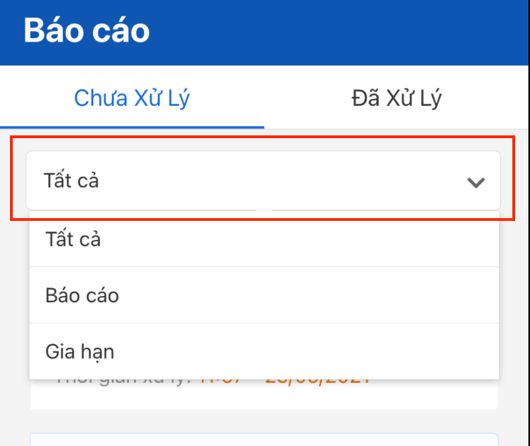 Báo cáo
Chưa Xử Lý
Đã Xử Lý
Tất cả
Tất cả
Báo cáo
Gia hạn